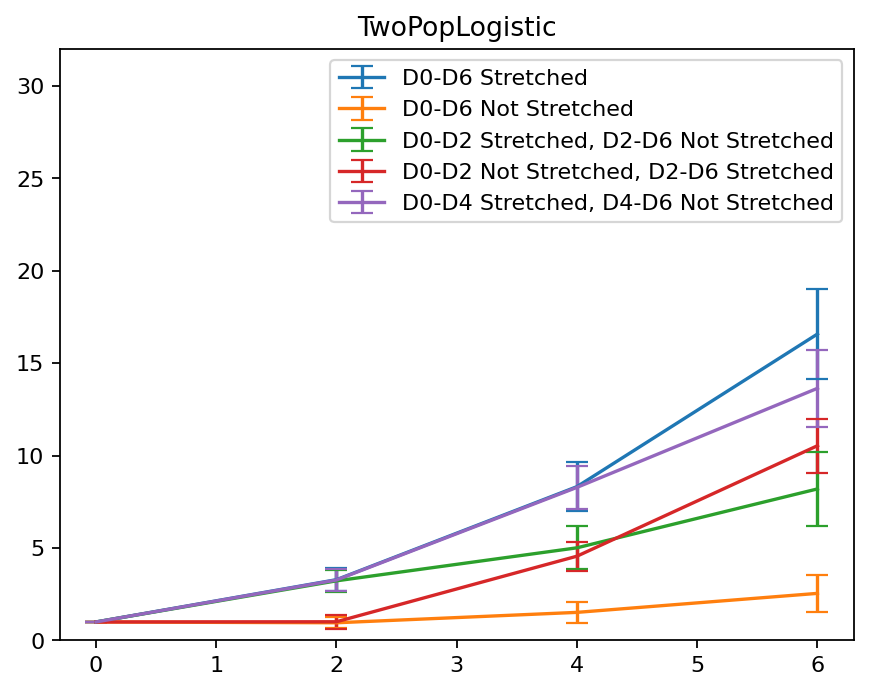 TwoPopLogistic
D0-D6 Stretched
D0-D6 Not Stretched
D0-D2 Stretched, D2-D6 Not Stretched
D0-D2 Not Stretched, D2-D6 Stretched
D0-D4 Stretched, D4-D6 Not Stretched
30
25
20
15
10
5
0
0 1 2 3 4 5 6